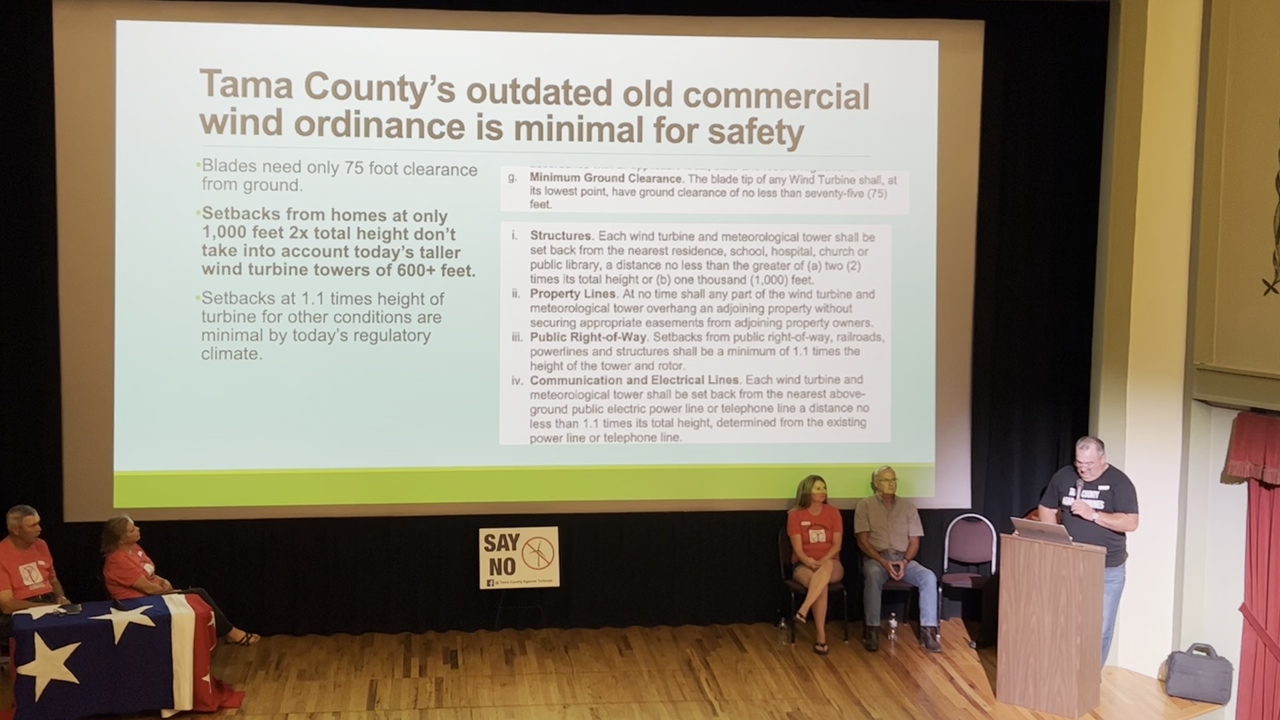 Tama County's outdated old commercial
wind ordinance is minimal for safety
•Blades need only 75 foot clearance
from ground.
•Setbacks from homes at only
1,000 feet 2x total height don't
take into account today's taller
wind turbine towers of 600+ feet.
•Setbacks at 1.1 times height of
turbine for other conditions are
minimal by today's regulatory
climate.
g. Minimum Ground Clearance. The blade tip of any Wind Turbine shall, at
its lowest point, have ground clearance of no less than seventy-five (75)
feet.
i. Structures. Each wind turbine and meteorological tower shall be
set back from the nearest residence, school, hospital, church or
public library, a distance no less than the greater of (a) two (2)
times its total height or (b) one thousand (1,000) feet.
ii. Property Lines. At no time shall any part of the wind turbine and
meteorological tower overhang an adjoining property without
securing appropriate easements from adjoining property owners.
iii. Public Right-of-Way. Setbacks from public right-of-way, railroads,
powerlines and structures shall be a minimum of 1.1 times the
height of the tower and rotor.
iv. Communication and Electrical Lines. Each wind turbine and
meteorological tower shall be set back from the nearest above-
ground public electric power line or telephone line a distance no
less than 1.1 times its total height, determined from the existing
power line or telephone line.
SAY
NO
@ Tama County Against Turbines